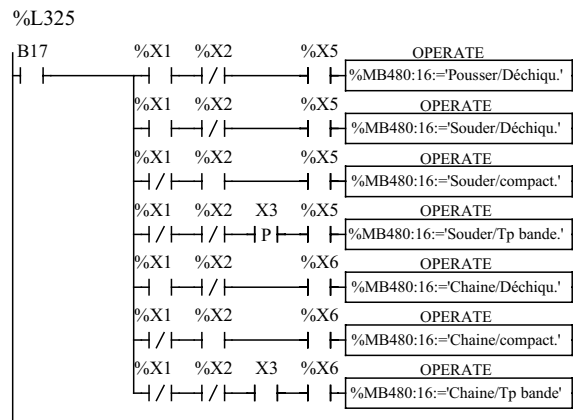 %L325
B17 %X1 %X2 %X5 OPERATE
%MB480:16:='Pousser/Déchiqu.'
%X1 %X2 %X5 OPERATE
%MB480:16:='Souder/Déchiqu.'
%X1 %X2 %X5 OPERATE
%MB480:16:='Souder/compact.'
%X1 %X2 X3 %X5 OPERATE
P %MB480:16:='Souder/Tp bande.'
%X1 %X2 %X6 OPERATE
%MB480:16:='Chaine/Déchiqu.'
%X1 %X2 %X6 OPERATE
%MB480:16:='Chaine/compact.'
%X1 %X2 X3 %X6 OPERATE
%MB480:16:='Chaine/Tp bande'